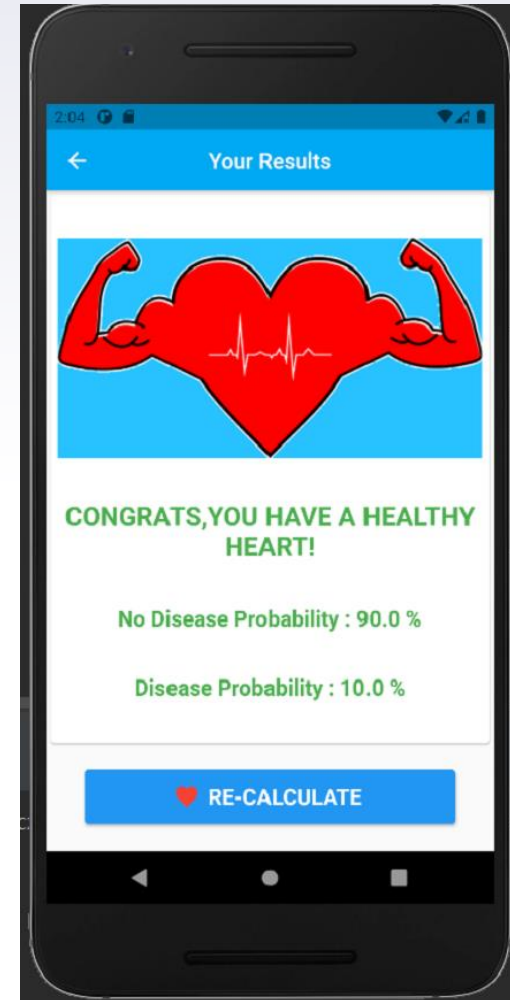 2:04
Your Results
CONGRATS,YOU HAVE A HEALTHY
HEART!
No Disease Probability : 90.0 %
Disease Probability : 10.0 %
RE-CALCULATE